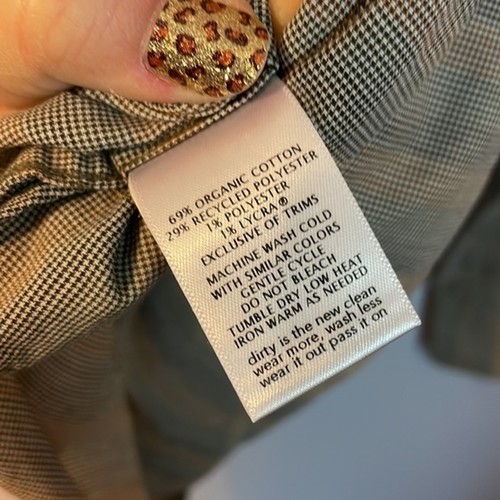 69% ORGANIC COTTON
29% RECYCLED POLYESTER
1% POLYESTER
1% LYCRA®
EXCLUSIVE OF TRIMS
MACHINE WASH COLD
WITH SIMILAR COLORS
GENTLE CYCLE
DO NOT BLEACH
TUMBLE DRY LOW HEAT
IRON WARM AS NEEDED
dirty is the new clean
wear more, wash less
wear it out pass it on